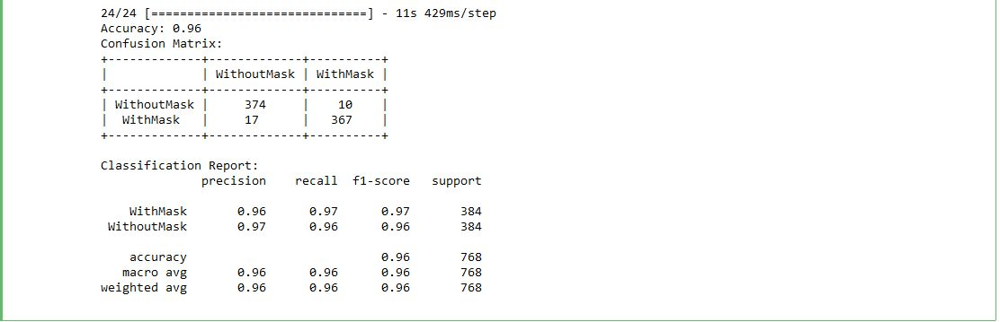 24/24 [==============================] - 11s 429ms/step
Accuracy: 0.96
Confusion Matrix:
+-------------+-------------+----------+
|             | WithoutMask | WithMask |
+-------------+-------------+----------+
| WithoutMask |     374     |    10    |
|  WithMask   |     17      |   367    |
+-------------+-------------+----------+
Classification Report:
              precision    recall  f1-score   support
    WithMask       0.96      0.97      0.97       384
 WithoutMask       0.97      0.96      0.96       384
    accuracy                           0.96       768
   macro avg       0.96      0.96      0.96       768
weighted avg       0.96      0.96      0.96       768